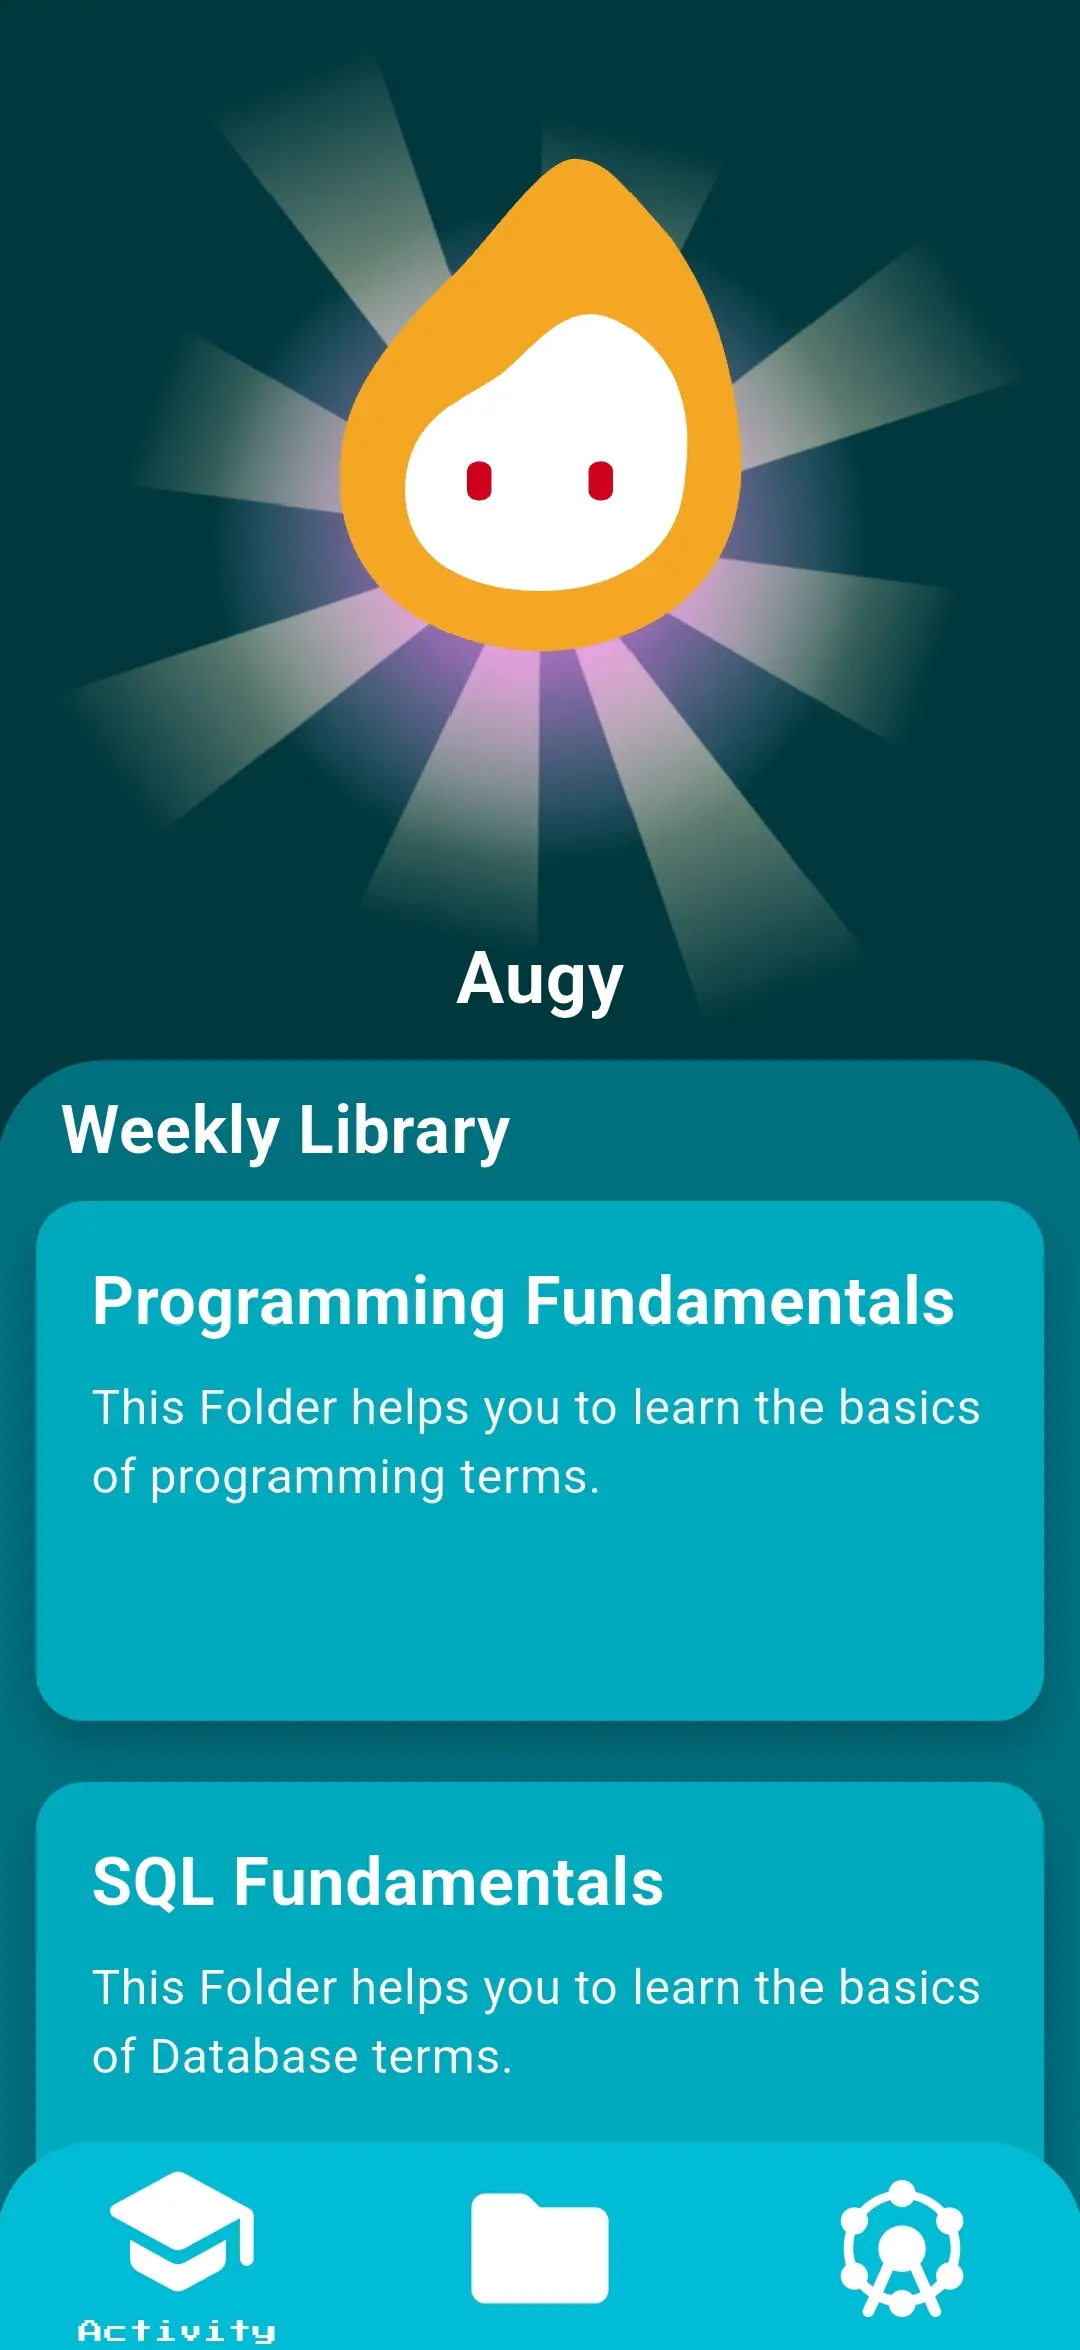 Augy
Weekly Library
Programming Fundamentals
This Folder helps you to learn the basics
of programming terms.
SQL Fundamentals
This Folder helps you to learn the basics
of Database terms.
Activity